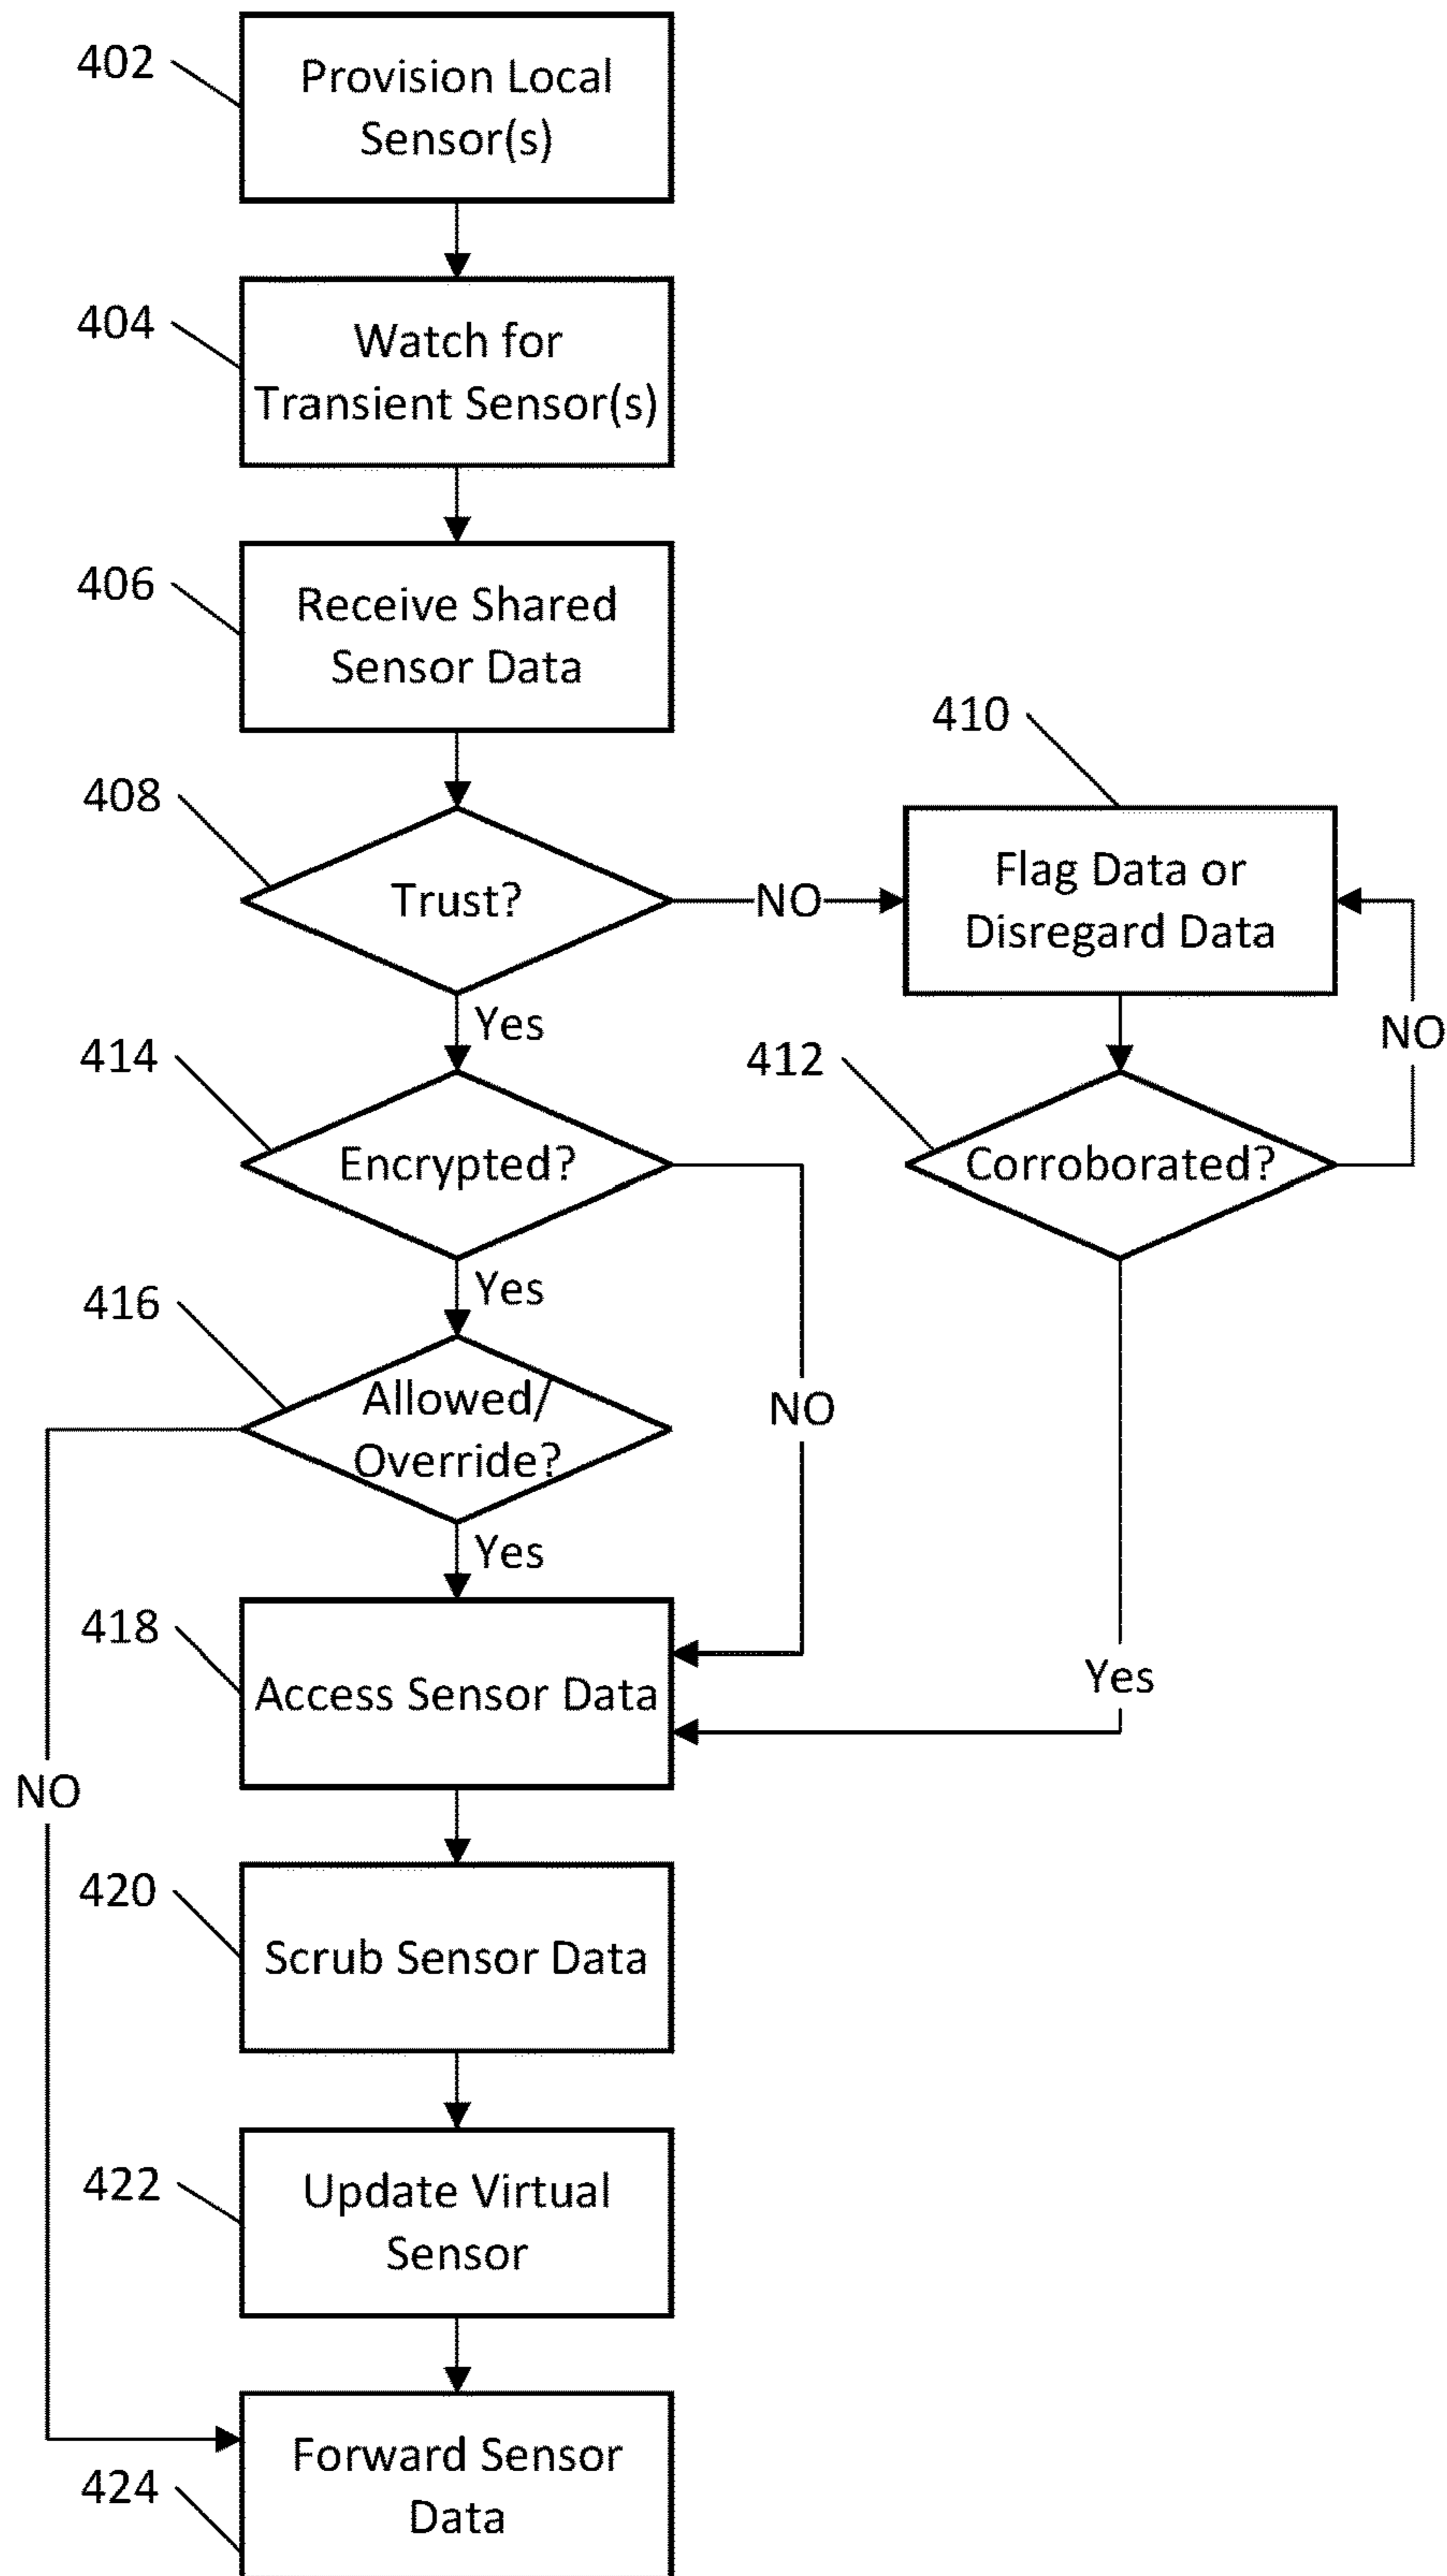 402
Provision Local
Sensor(s)
404
Watch for
Transient Sensor(s)
406
Receive Shared
Sensor Data
408
Trust?
NO
410
Flag Data or
Disregard Data
Yes
NO
414
Encrypted?
412
Corroborated?
Yes
NO
416
Allowed/
Override?
Yes
NO
418
Access Sensor Data
Yes
420
Scrub Sensor Data
422
Update Virtual
Sensor
424
Forward Sensor
Data